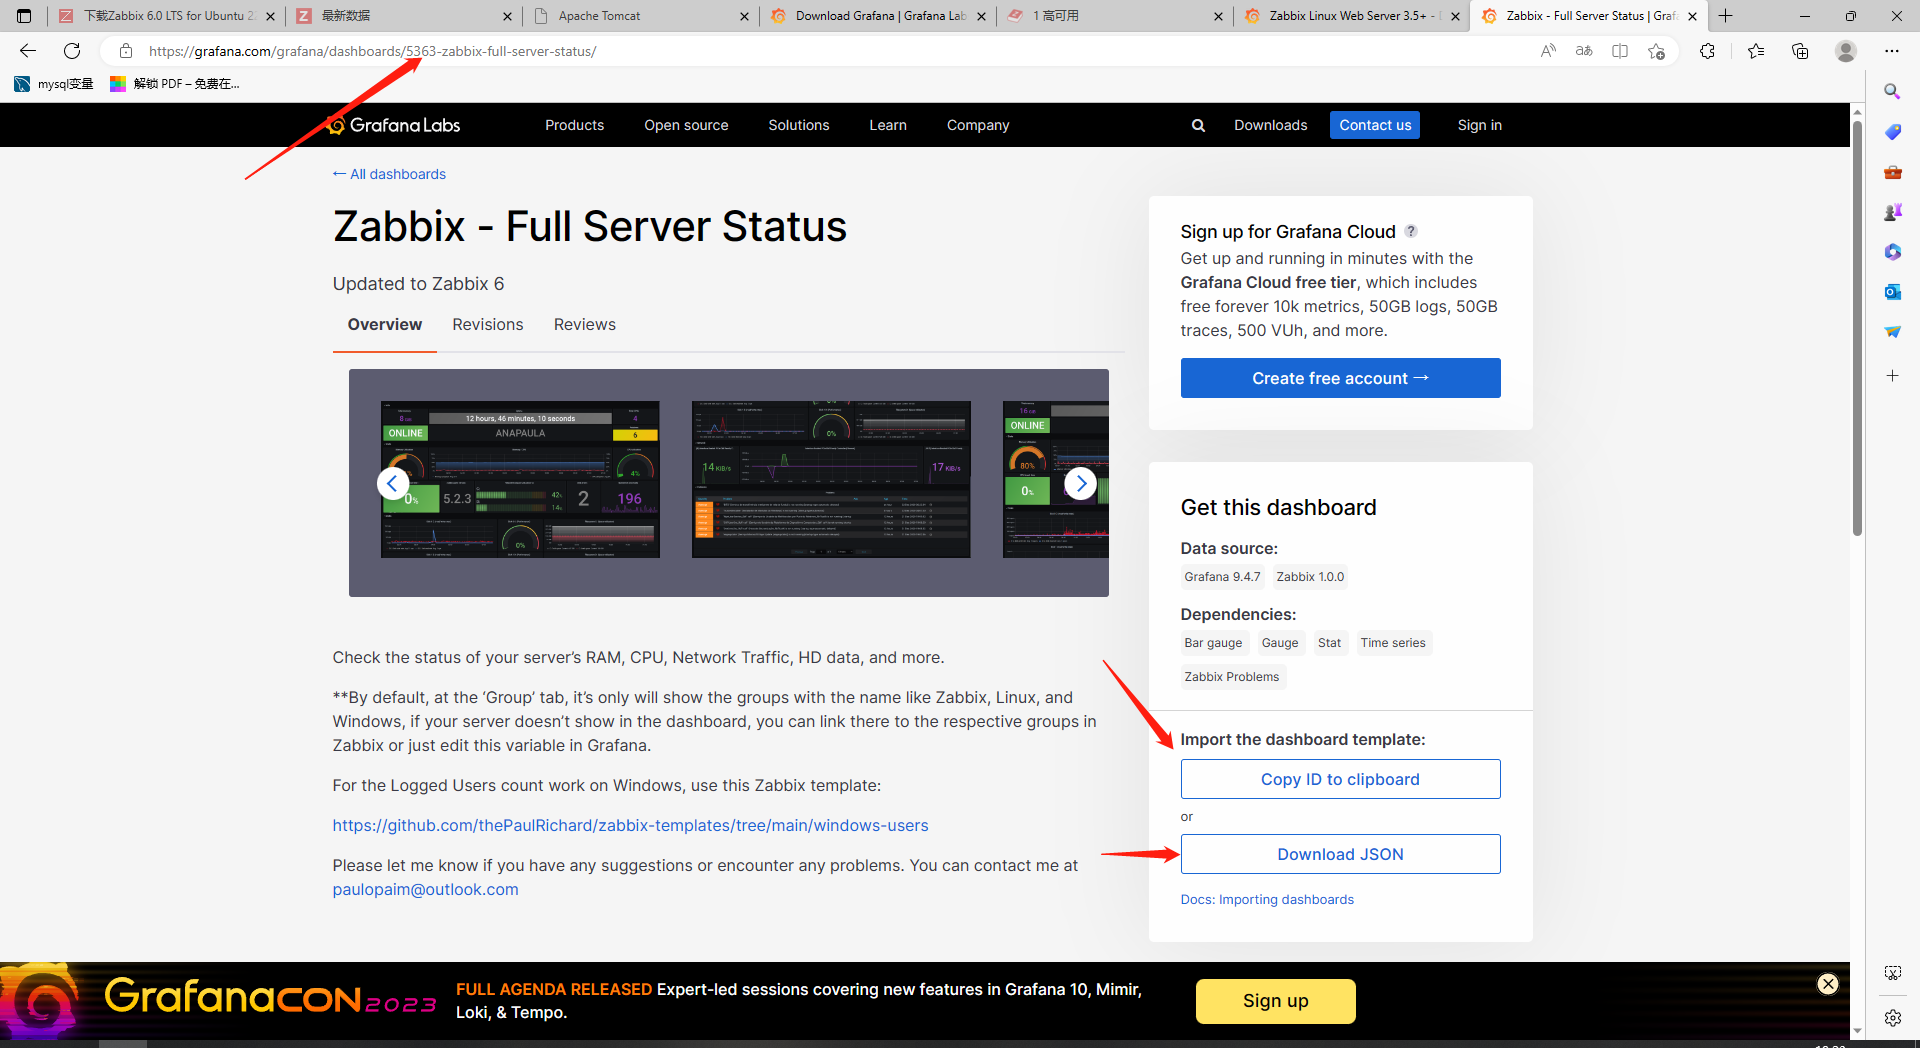 下载Zabbix 6.0 LTS for Ubuntu 22
最新数据
Apache Tomcat
Download Grafana | Grafana Lab
1 高可用
Zabbix Linux Web Server 3.5+ -
Zabbix - Full Server Status | Grafa
https://grafana.com/grafana/dashboards/5363-zabbix-full-server-status/
mysql变量
解锁 PDF – 免费在...
Grafana Labs
Products
Open source
Solutions
Learn
Company
Downloads
Contact us
Sign in
← All dashboards
Zabbix - Full Server Status
Updated to Zabbix 6
Overview
Revisions
Reviews
12 hours, 46 minutes, 10 seconds
ONLINE
ANAPAULA
6
4%
0%
5.2.3
42%
14%
2
196
0%
0%
14 KiB/s
17 KiB/s
ONLINE
80%
0%
Check the status of your server’s RAM, CPU, Network Traffic, HD data, and more.
**By default, at the ‘Group’ tab, it’s only will show the groups with the name like Zabbix, Linux, and
Windows, if your server doesn’t show in the dashboard, you can link there to the respective groups in
Zabbix or just edit this variable in Grafana.
For the Logged Users count work on Windows, use this Zabbix template:
https://github.com/thePaulRichard/zabbix-templates/tree/main/windows-users
Please let me know if you have any suggestions or encounter any problems. You can contact me at
paulopaim@outlook.com
Sign up for Grafana Cloud ?
Get up and running in minutes with the
Grafana Cloud free tier, which includes
free forever 10k metrics, 50GB logs, 50GB
traces, 500 VUh, and more.
Create free account →
Get this dashboard
Data source:
Grafana 9.4.7
Zabbix 1.0.0
Dependencies:
Bar gauge
Gauge
Stat
Time series
Zabbix Problems
Import the dashboard template:
Copy ID to clipboard
or
Download JSON
Docs: Importing dashboards
GrafanaCON 2023
FULL AGENDA RELEASED Expert-led sessions covering new features in Grafana 10, Mimir,
Loki, & Tempo.
Sign up